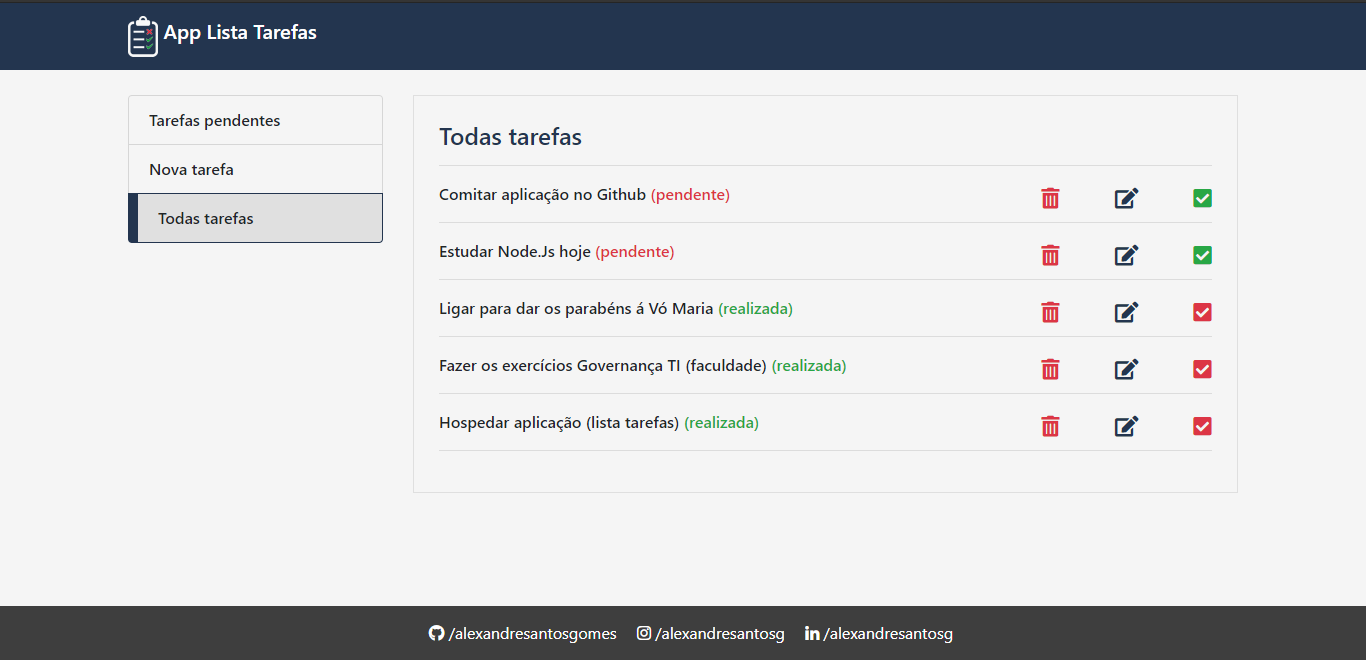 App Lista Tarefas
Tarefas pendentes
Nova tarefa
Todas tarefas
Todas tarefas
Comitar aplicação no Github (pendente)
Estudar Node.Js hoje (pendente)
Ligar para dar os parabéns á Vó Maria (realizada)
Fazer os exercícios Governança TI (faculdade) (realizada)
Hospedar aplicação (lista tarefas) (realizada)
/alexandresantosgomes /alexandresantosg in /alexandresantosg